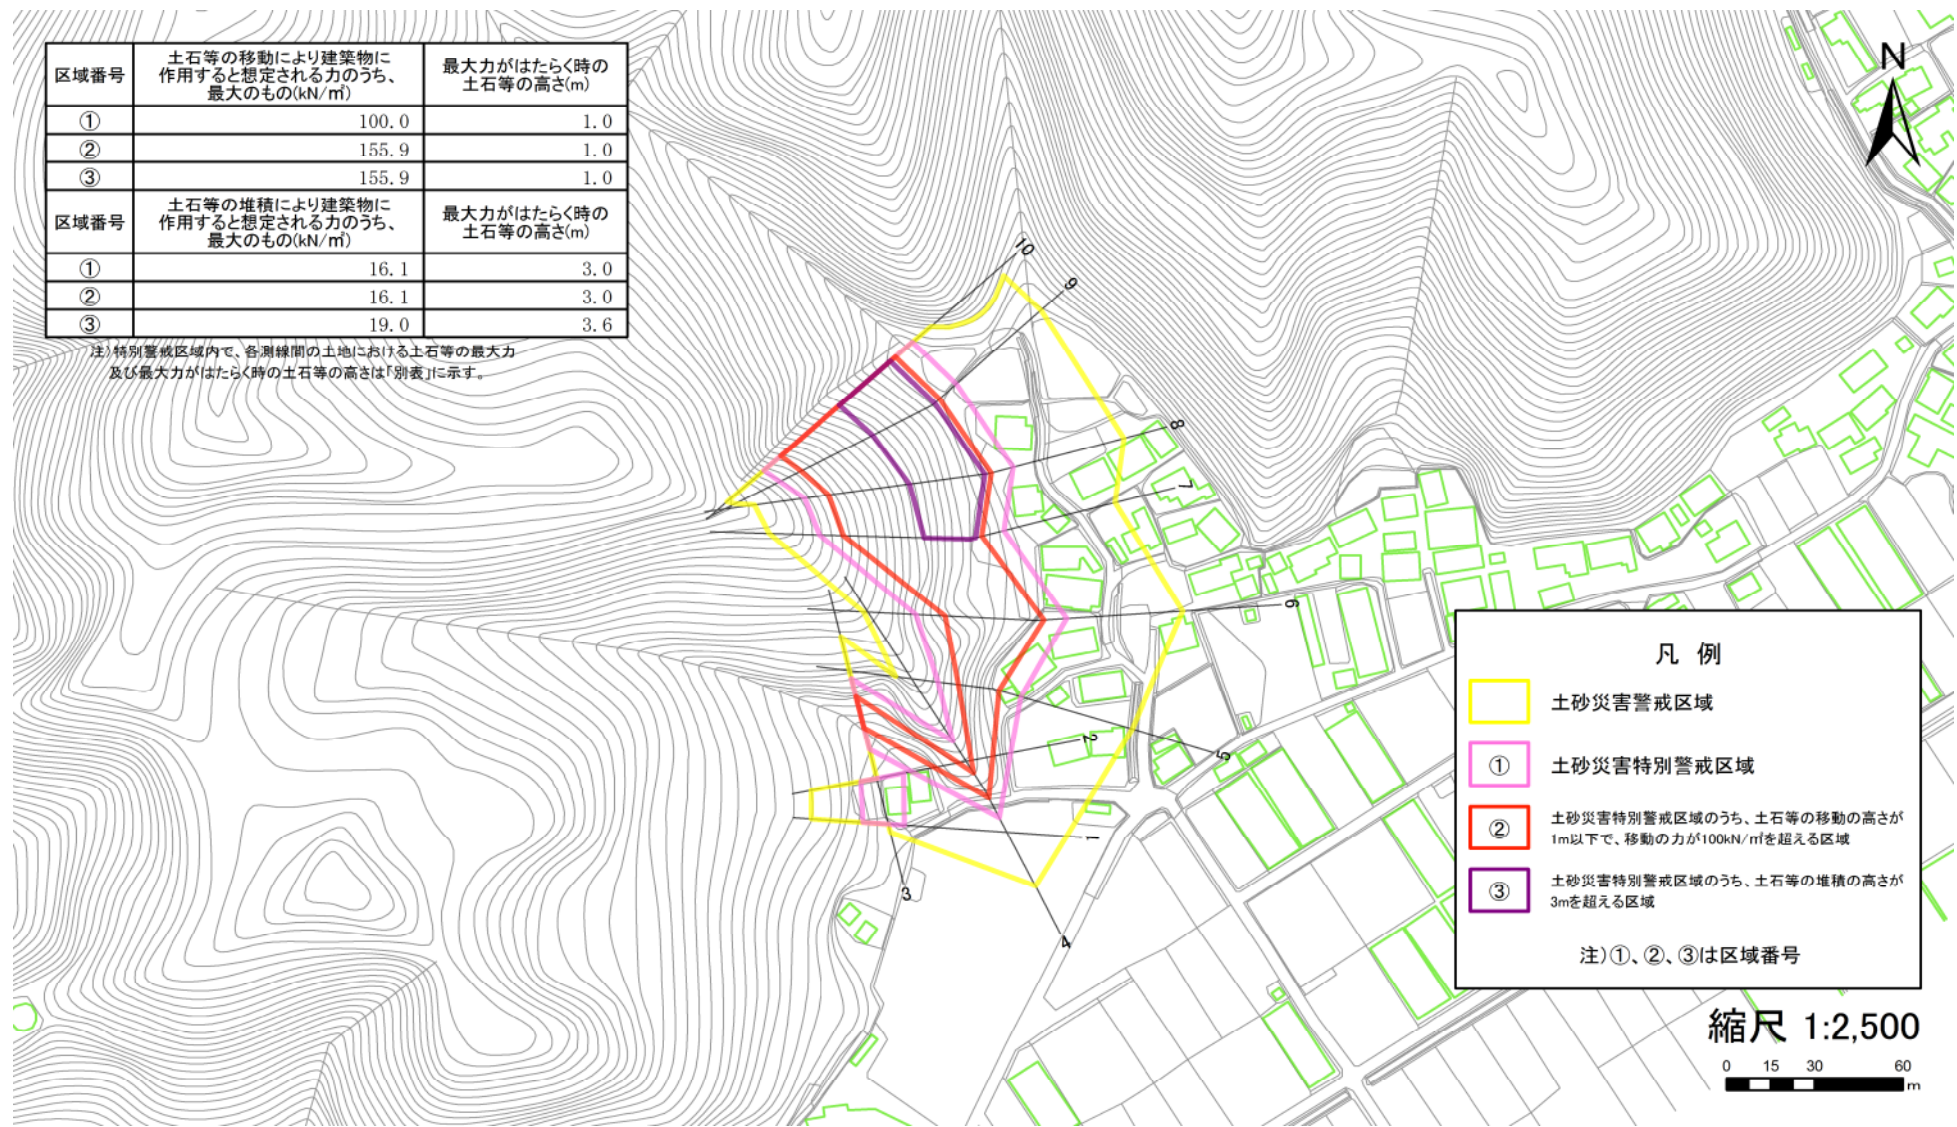 区域番号
土石等の移動により建築物に
作用すると想定される力のうち、
最大のもの(kN/㎡)
最大力がはたらく時の
土石等の高さ(m)
① 100.0 1.0
② 155.9 1.0
③ 155.9 1.0
区域番号
土石等の堆積により建築物に
作用すると想定される力のうち、
最大のもの(kN/㎡)
最大力がはたらく時の
土石等の高さ(m)
① 16.1 3.0
② 16.1 3.0
③ 19.0 3.6
注)特別警戒区域内で、各測線間の土地における土石等の最大力
及び最大力がはたらく時の土石等の高さは「別表」に示す。
N
10
9
8
7
6
5
2
1
3
4
凡 例
土砂災害警戒区域
① 土砂災害特別警戒区域
② 土砂災害特別警戒区域のうち、土石等の移動の高さが
1m以下で、移動の力が100kN/㎡を超える区域
③ 土砂災害特別警戒区域のうち、土石等の堆積の高さが
3mを超える区域
注)①、②、③は区域番号
縮尺 1:2,500
0 15 30 60
m